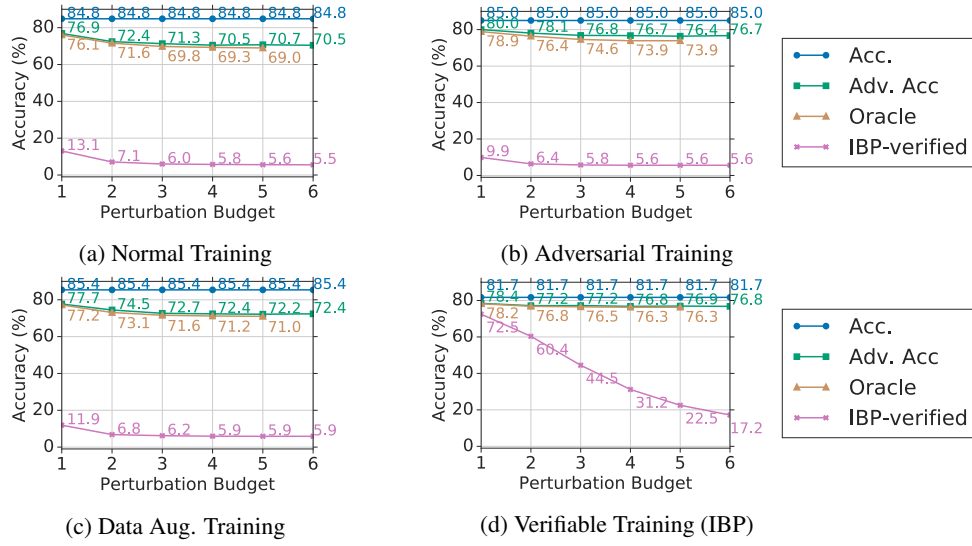 84.8 84.8 84.8 84.8 84.8 84.8
76.9 72.4 71.3 70.5 70.7 70.5
76.1 71.6 69.8 69.3 69.0
13.1 7.1 6.0 5.8 5.6 5.5
Accuracy (%)
80
60
40
20
0
1 2 3 4 5 6
Perturbation Budget
(a) Normal Training
85.0 85.0 85.0 85.0 85.0 85.0
80.0 78.1 76.8 76.7 76.4 76.7
78.9 76.4 74.6 73.9 73.9
9.9 6.4 5.8 5.6 5.6 5.6
Accuracy (%)
80
60
40
20
0
1 2 3 4 5 6
Perturbation Budget
(b) Adversarial Training
Acc.
Adv. Acc
Oracle
IBP-verified
85.4 85.4 85.4 85.4 85.4 85.4
77.7 74.5 72.7 72.4 72.2 72.4
77.2 73.1 71.6 71.2 71.0
11.9 6.8 6.2 5.9 5.9 5.9
Accuracy (%)
80
60
40
20
0
1 2 3 4 5 6
Perturbation Budget
(c) Data Aug. Training
81.7 81.7 81.7 81.7 81.7 81.7
78.4 77.2 77.2 76.8 76.9 76.8
78.2 76.8 76.5 76.3 76.3
72.5 60.4 44.5 31.2 22.5 17.2
Accuracy (%)
80
60
40
20
0
1 2 3 4 5 6
Perturbation Budget
(d) Verifiable Training (IBP)
Acc.
Adv. Acc
Oracle
IBP-verified